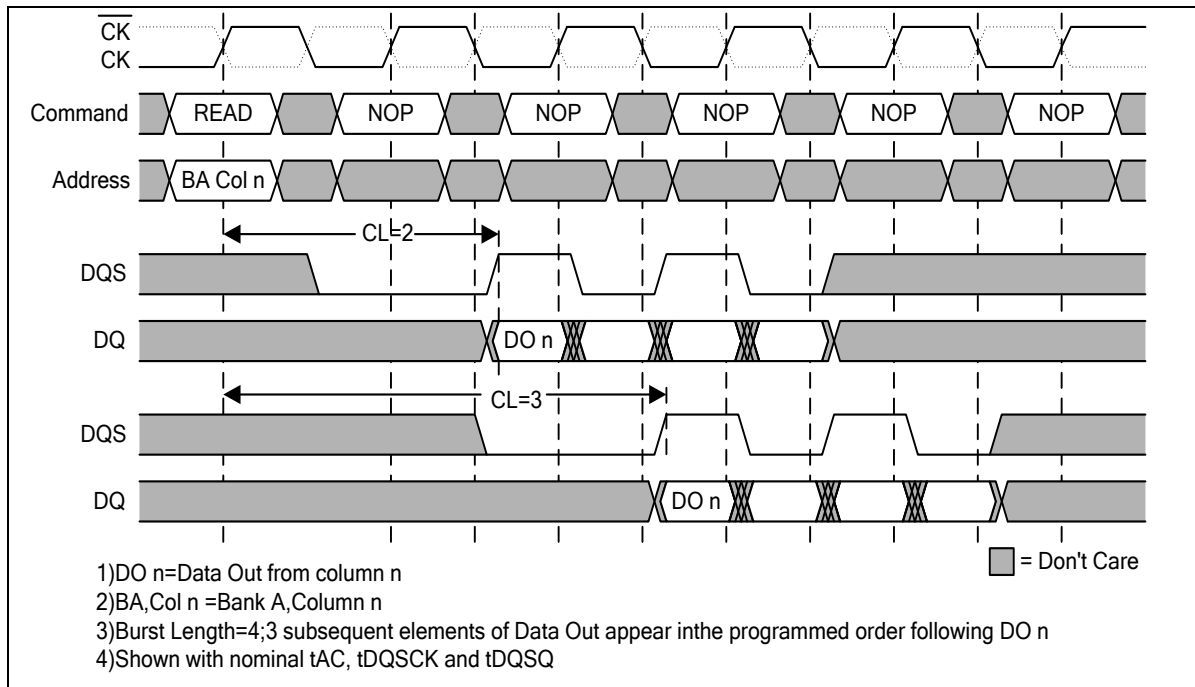 CK
CK
Command READ NOP NOP NOP NOP NOP
Address BA Col n
CL=2
DQS
DQ DO n
CL=3
DQS
DQ DO n
= Don't Care
1)DO n=Data Out from column n
2)BA,Col n =Bank A,Column n
3)Burst Length=4;3 subsequent elements of Data Out appear inthe programmed order following DO n
4)Shown with nominal tAC, tDQSCK and tDQSQ